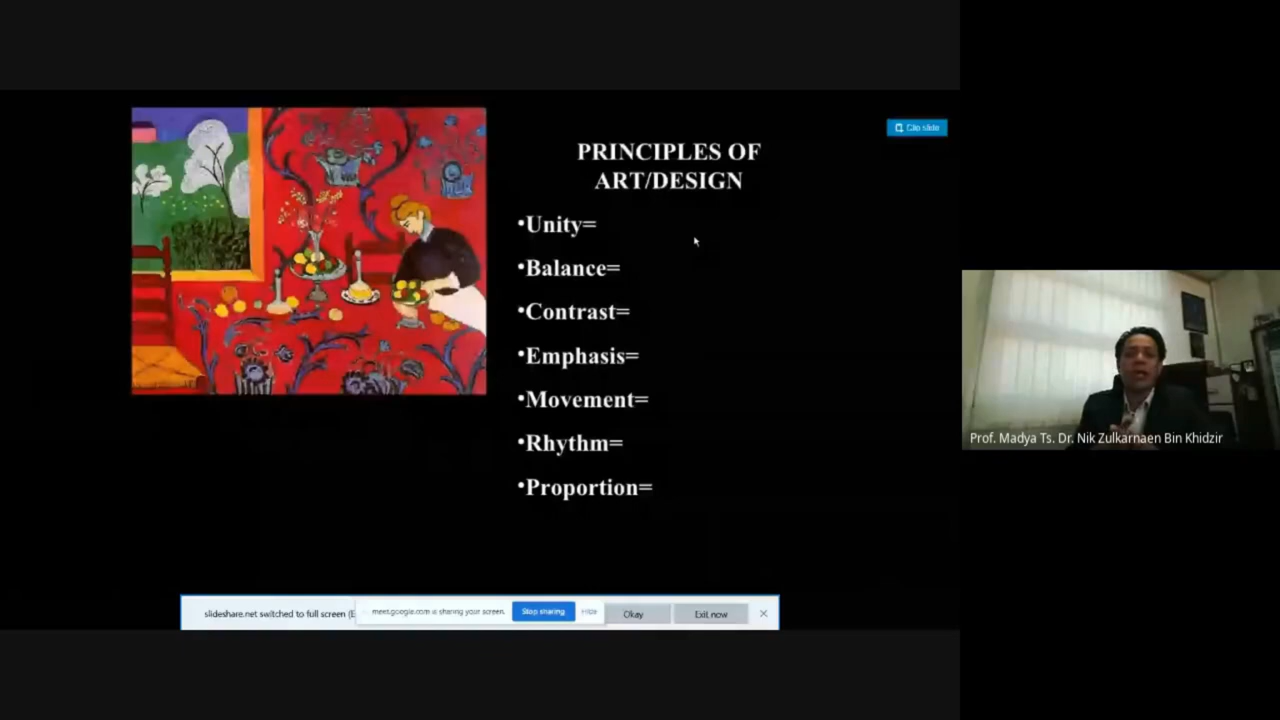 Clip slide
PRINCIPLES OF
ART/DESIGN
•Unity=
•Balance=
•Contrast=
•Emphasis=
•Movement=
•Rhythm=
•Proportion=
Prof. Madya Ts. Dr. Nik Zulkarnaen Bin Khidzir
slideshare.net switched to full screen (E
meet.google.com is sharing your screen. Stop sharing Hide
Okay Exit now